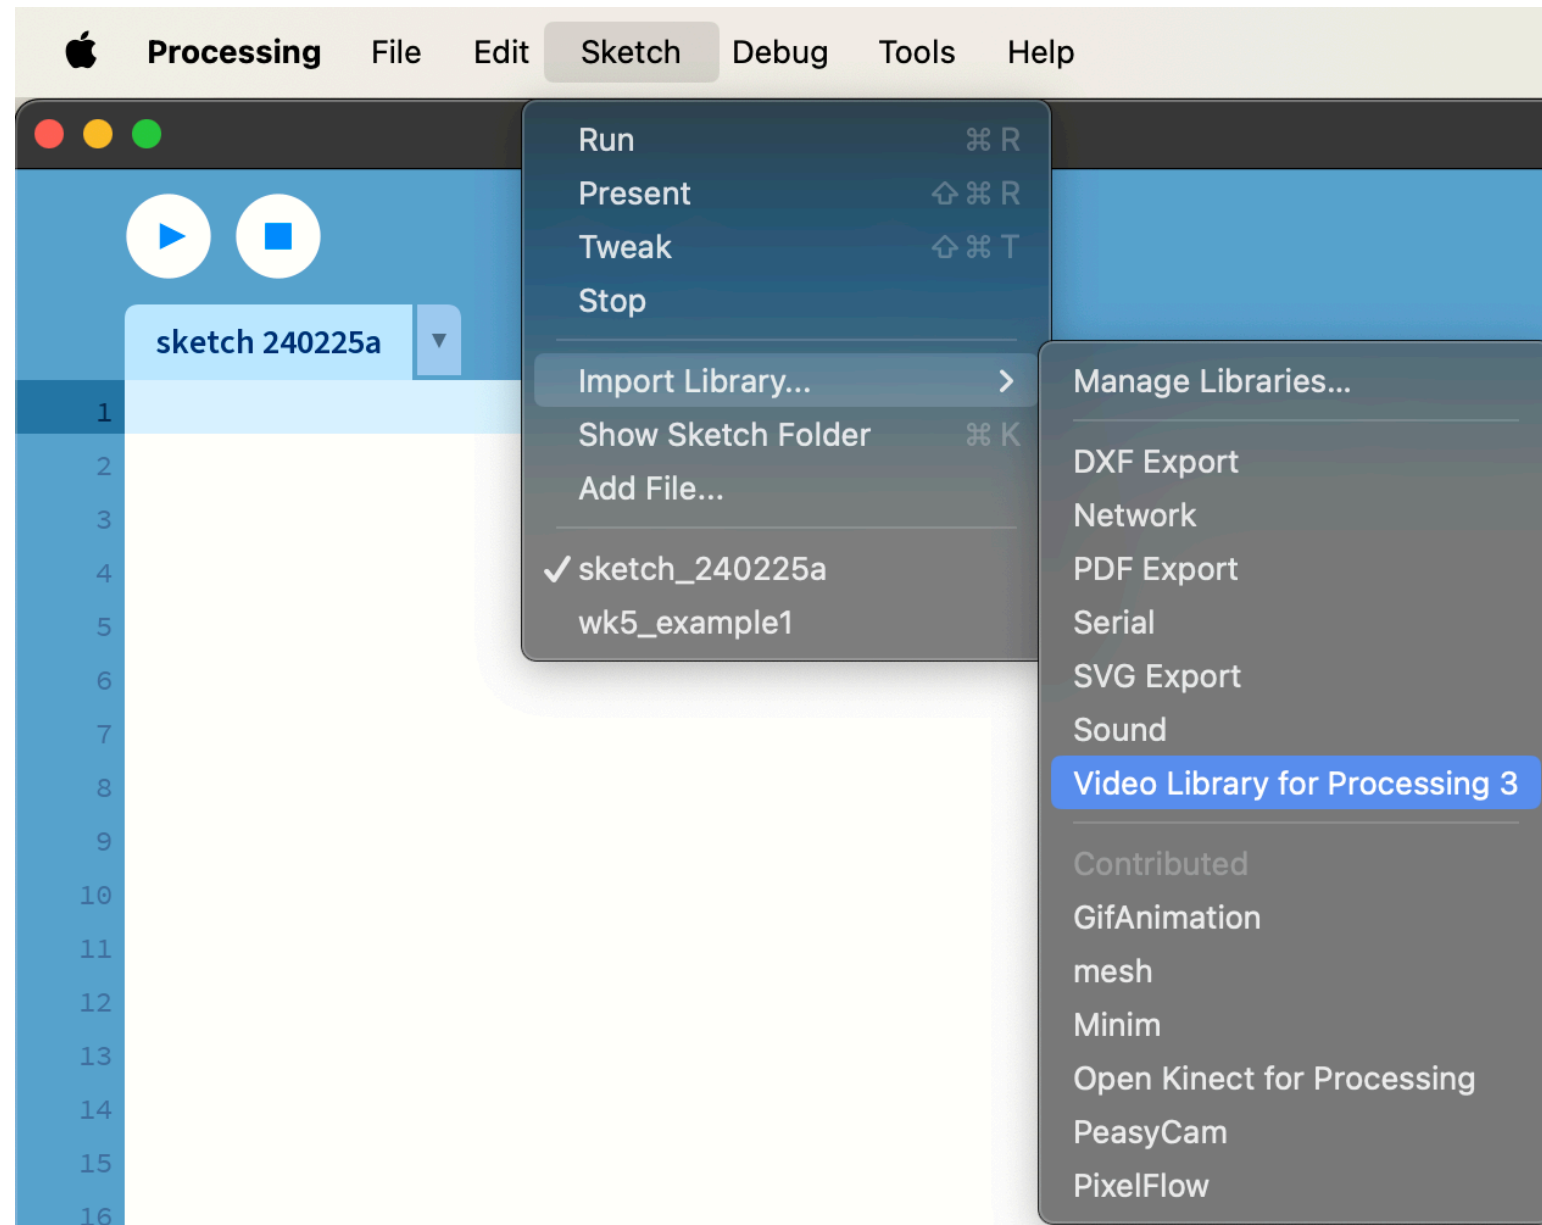 Processing File Edit Sketch Debug Tools Help
Run ⌘ R
Present ⇧ ⌘ R
Tweak ⇧ ⌘ T
Stop
sketch 240225a ▼
Import Library... >
Show Sketch Folder ⌘ K
Add File...
✓ sketch_240225a
wk5_example1
Manage Libraries...
DXF Export
Network
PDF Export
Serial
SVG Export
Sound
Video Library for Processing 3
Contributed
GifAnimation
mesh
Minim
Open Kinect for Processing
PeasyCam
PixelFlow
1
2
3
4
5
6
7
8
9
10
11
12
13
14
15
16